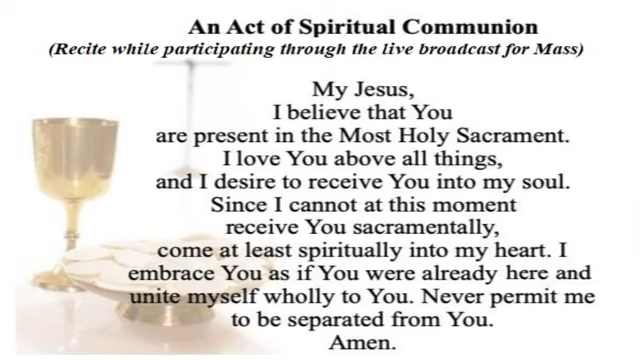 An Act of Spiritual Communion
(Recite while participating through the live broadcast for Mass)
My Jesus,
I believe that You
are present in the Most Holy Sacrament.
I love You above all things,
and I desire to receive You into my soul.
Since I cannot at this moment
receive You sacramentally,
come at least spiritually into my heart. I
embrace You as if You were already here and
unite myself wholly to You. Never permit me
to be separated from You.
Amen.